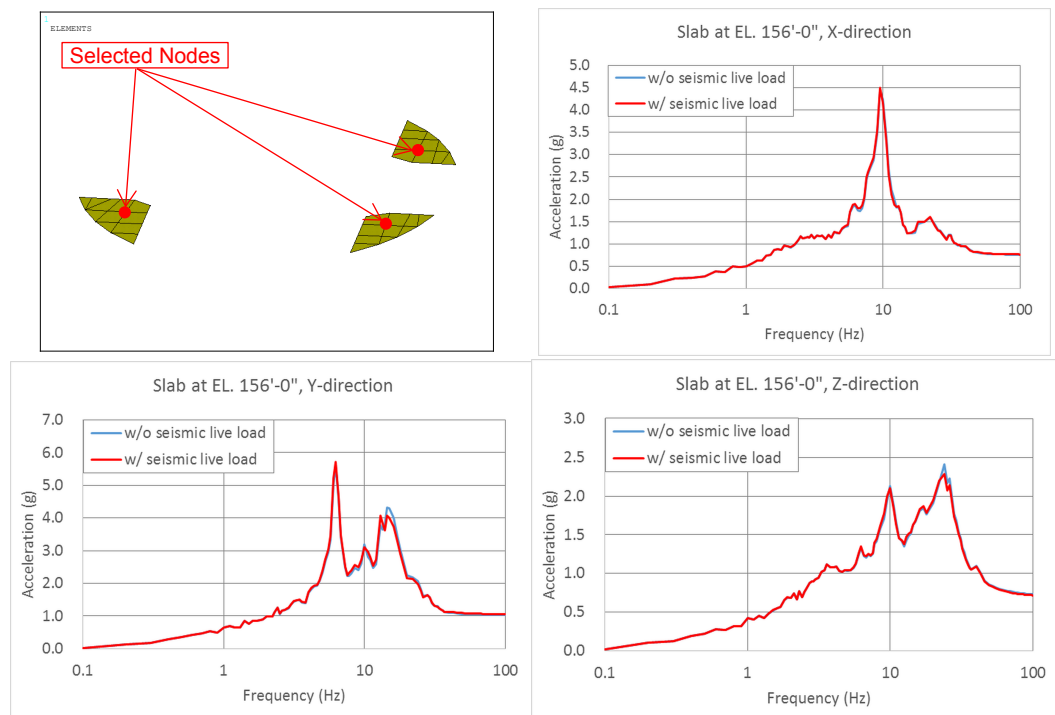 1
ELEMENTS
Selected Nodes
Slab at EL. 156'-0", X-direction
w/o seismic live load
w/ seismic live load
Acceleration (g)
5.0
4.5
4.0
3.5
3.0
2.5
2.0
1.5
1.0
0.5
0.0
0.1 1 10 100
Frequency (Hz)
Slab at EL. 156'-0", Y-direction
w/o seismic live load
w/ seismic live load
Acceleration (g)
7.0
6.0
5.0
4.0
3.0
2.0
1.0
0.0
0.1 1 10 100
Frequency (Hz)
Slab at EL. 156'-0", Z-direction
w/o seismic live load
w/ seismic live load
Acceleration (g)
3.0
2.5
2.0
1.5
1.0
0.5
0.0
0.1 1 10 100
Frequency (Hz)